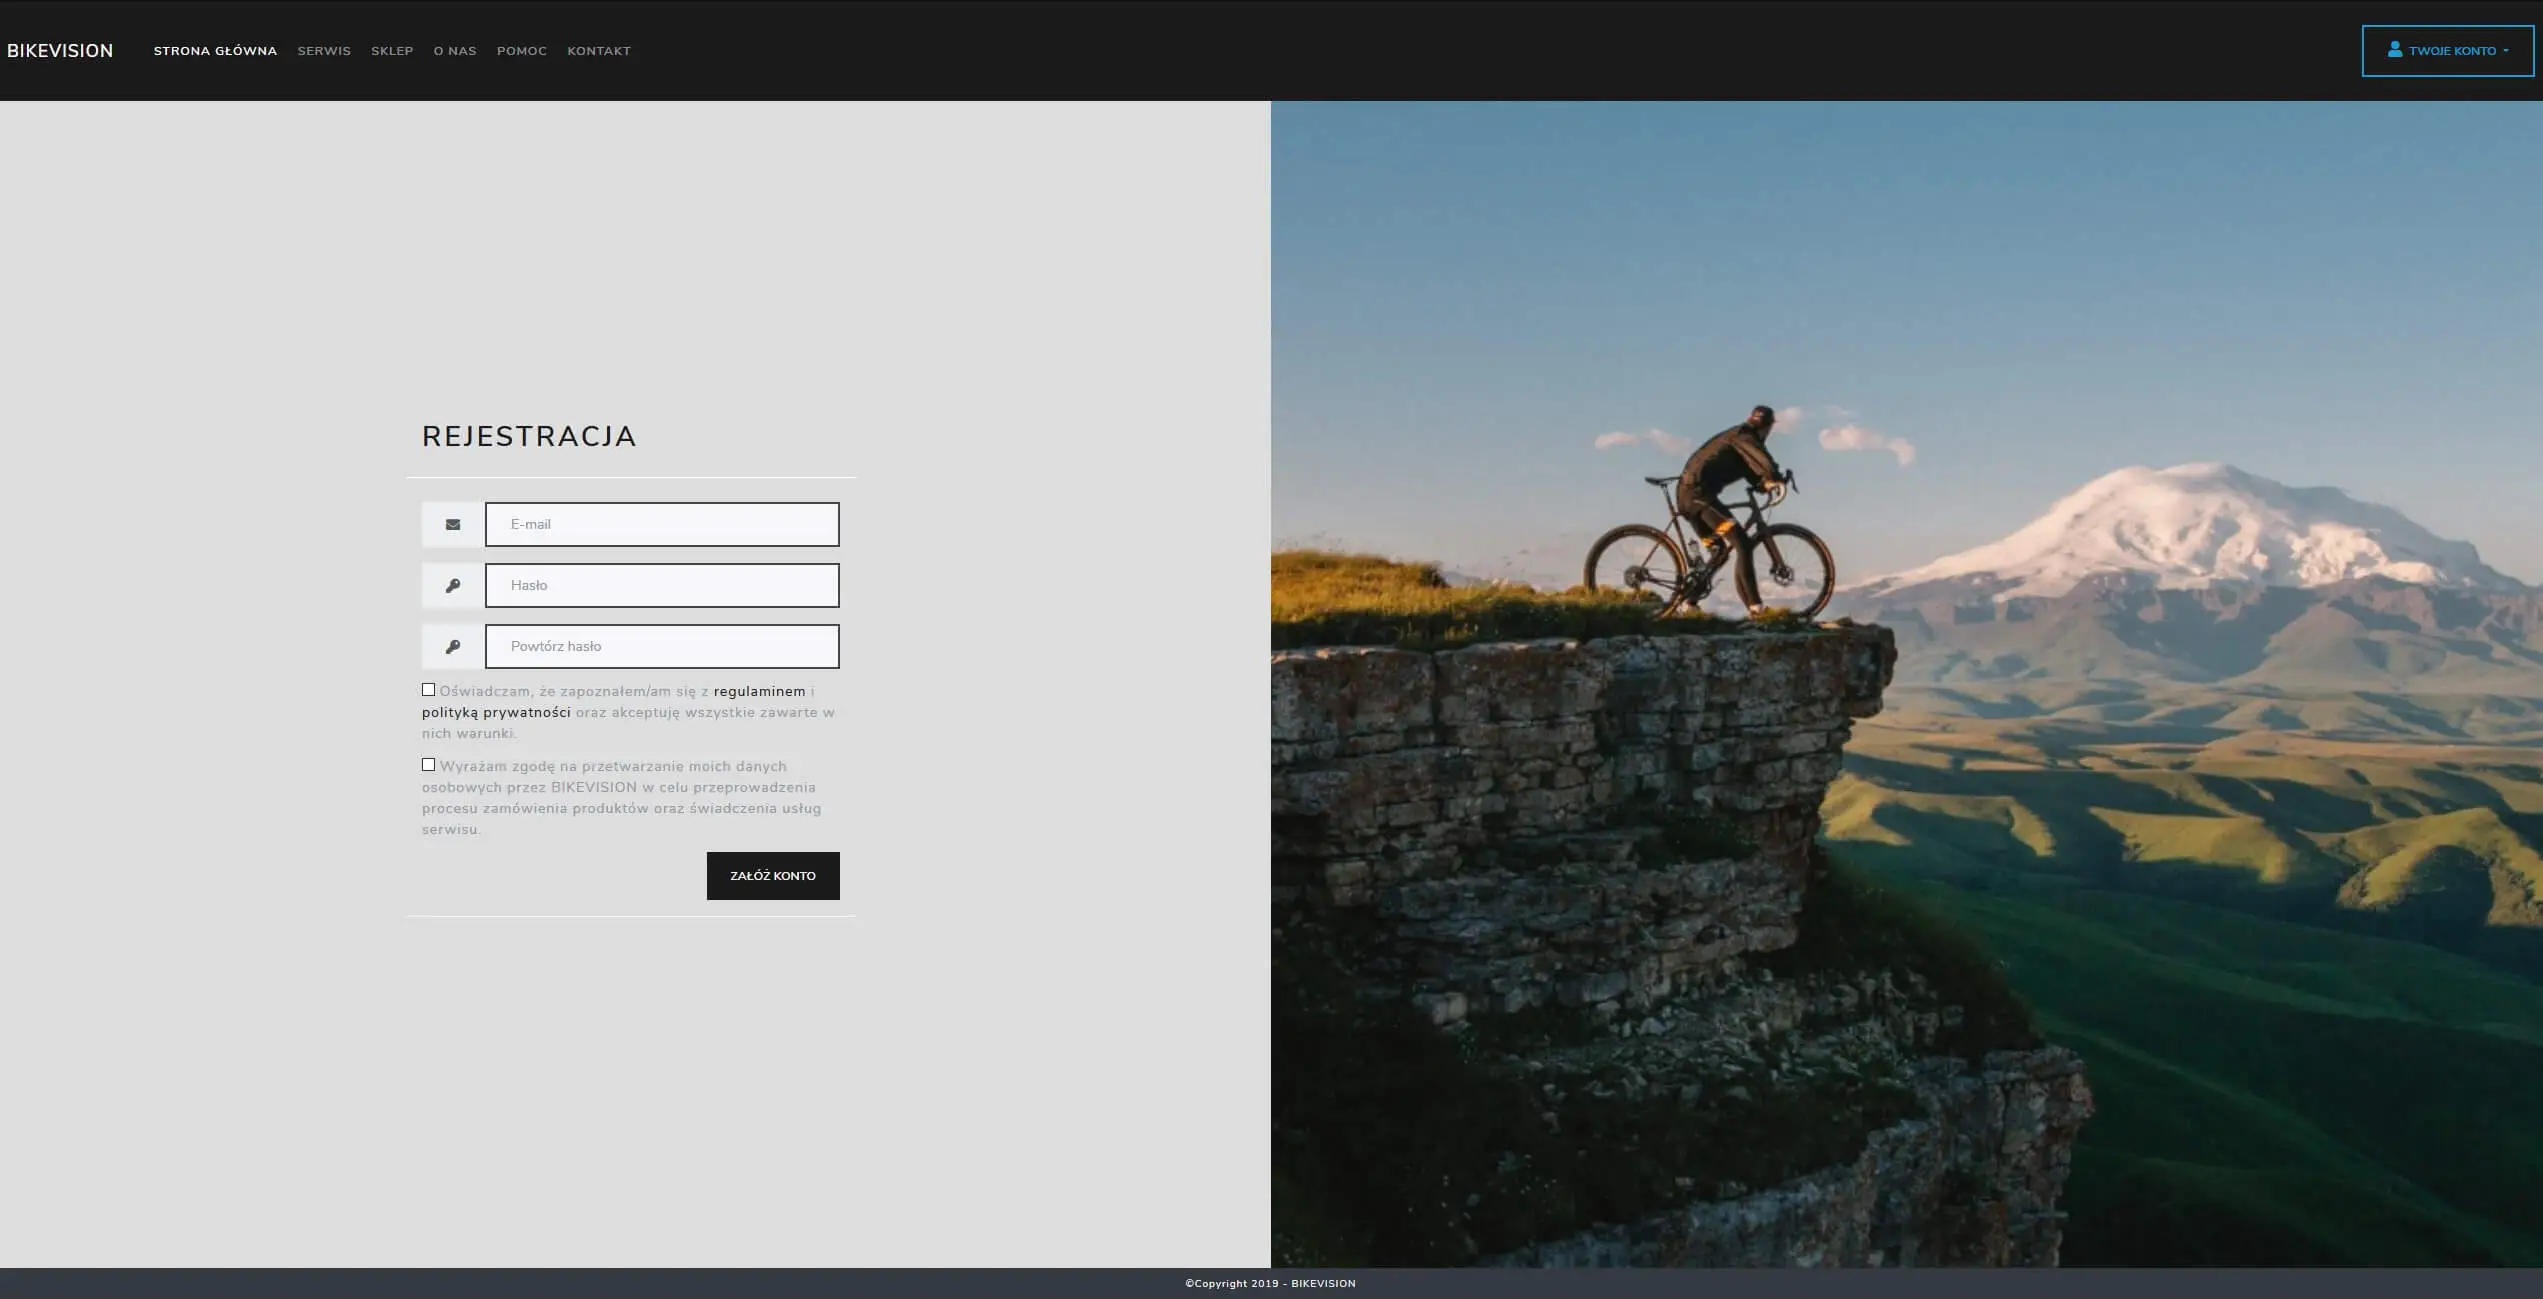 BIKEVISION STRONA GŁÓWNA SERWIS SKLEP O NAS POMOC KONTAKT TWOJE KONTO
REJESTRACJA
E-mail
Hasło
Powtórz hasło
Oświadczam, że zapoznałem/am się z regulaminem i
polityką prywatności oraz akceptuję wszystkie zawarte w
nich warunki.
Wyrażam zgodę na przetwarzanie moich danych
osobowych przez BIKEVISION w celu przeprowadzenia
procesu zamówienia produktów oraz świadczenia usług
serwisu.
ZAŁÓŻ KONTO
©Copyright 2019 - BIKEVISION